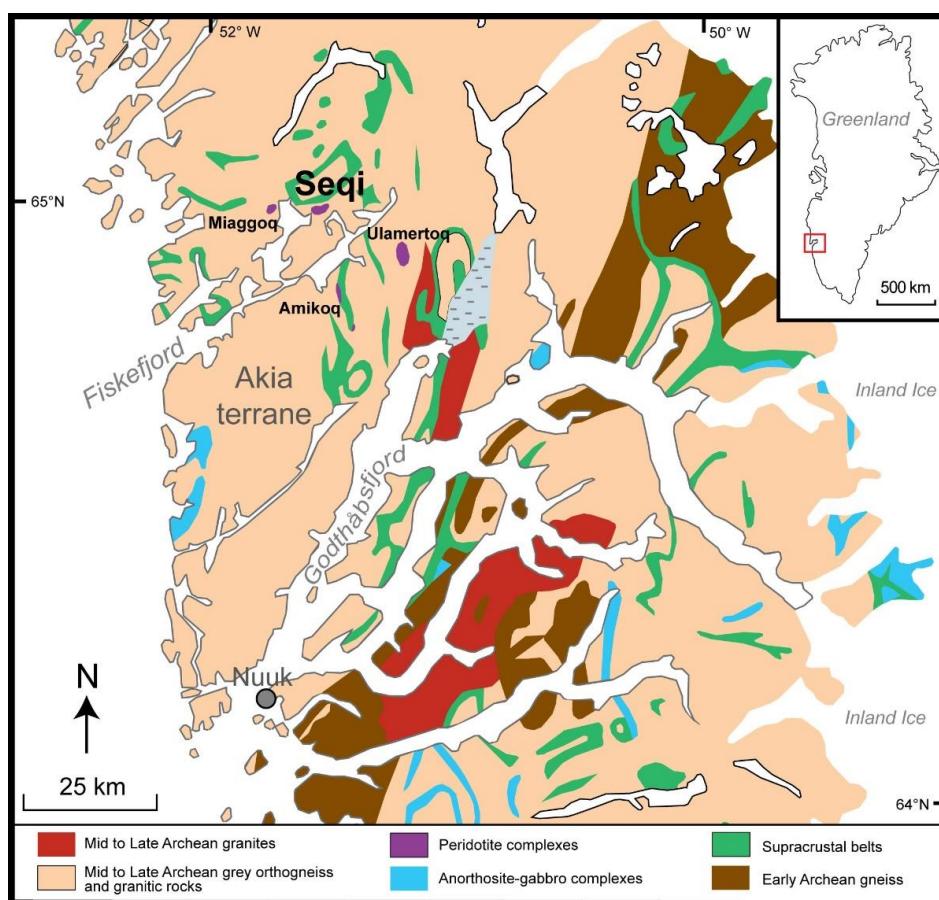 52° W
50° W
Greenland
500 km
65°N
Seqi
Miaggoq
Ulamertoq
Amikoq
Fiskefjord
Akia
terrane
Inland Ice
Godthåbsfjord
Nuuk
N
25 km
Inland Ice
64°N
Mid to Late Archean granites
Peridotite complexes
Supracrustal belts
Mid to Late Archean grey orthogneiss
and granitic rocks
Anorthosite-gabbro complexes
Early Archean gneiss